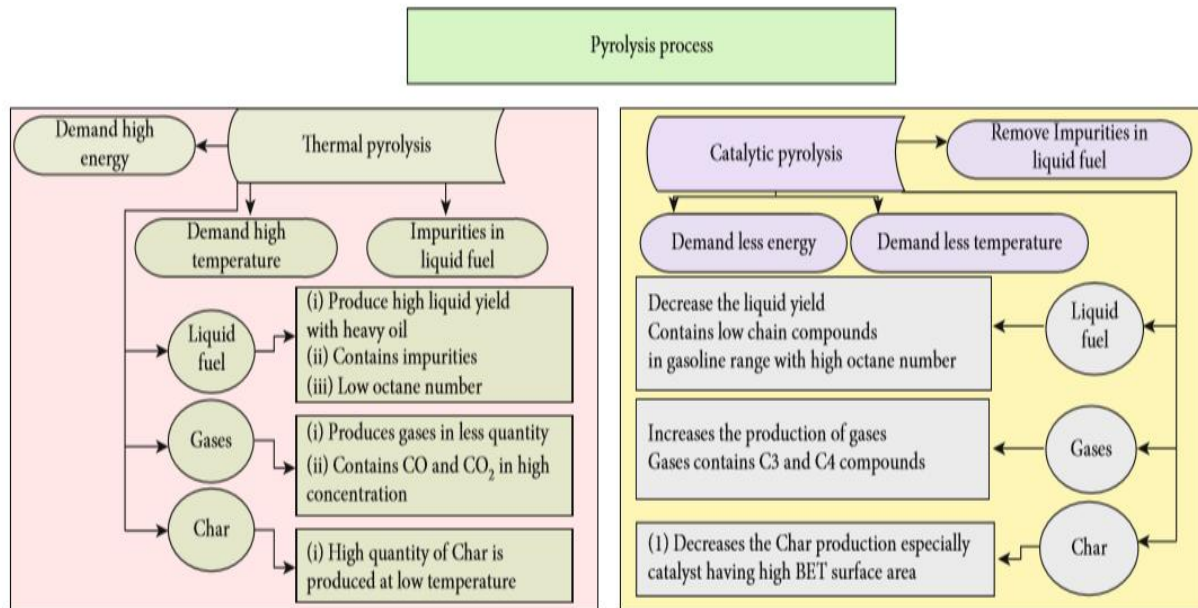 Pyrolysis process
Demand high
energy
Thermal pyrolysis
Demand high
temperature
Impurities in
liquid fuel
Liquid
fuel
(i) Produce high liquid yield
with heavy oil
(ii) Contains impurities
(iii) Low octane number
Gases
(i) Produces gases in less quantity
(ii) Contains CO and CO₂ in high
concentration
Char
(i) High quantity of Char is
produced at low temperature
Catalytic pyrolysis
Remove Impurities in
liquid fuel
Demand less energy
Demand less temperature
Decrease the liquid yield
Contains low chain compounds
in gasoline range with high octane number
Liquid
fuel
Increases the production of gases
Gases contains C3 and C4 compounds
Gases
(1) Decreases the Char production especially
catalyst having high BET surface area
Char